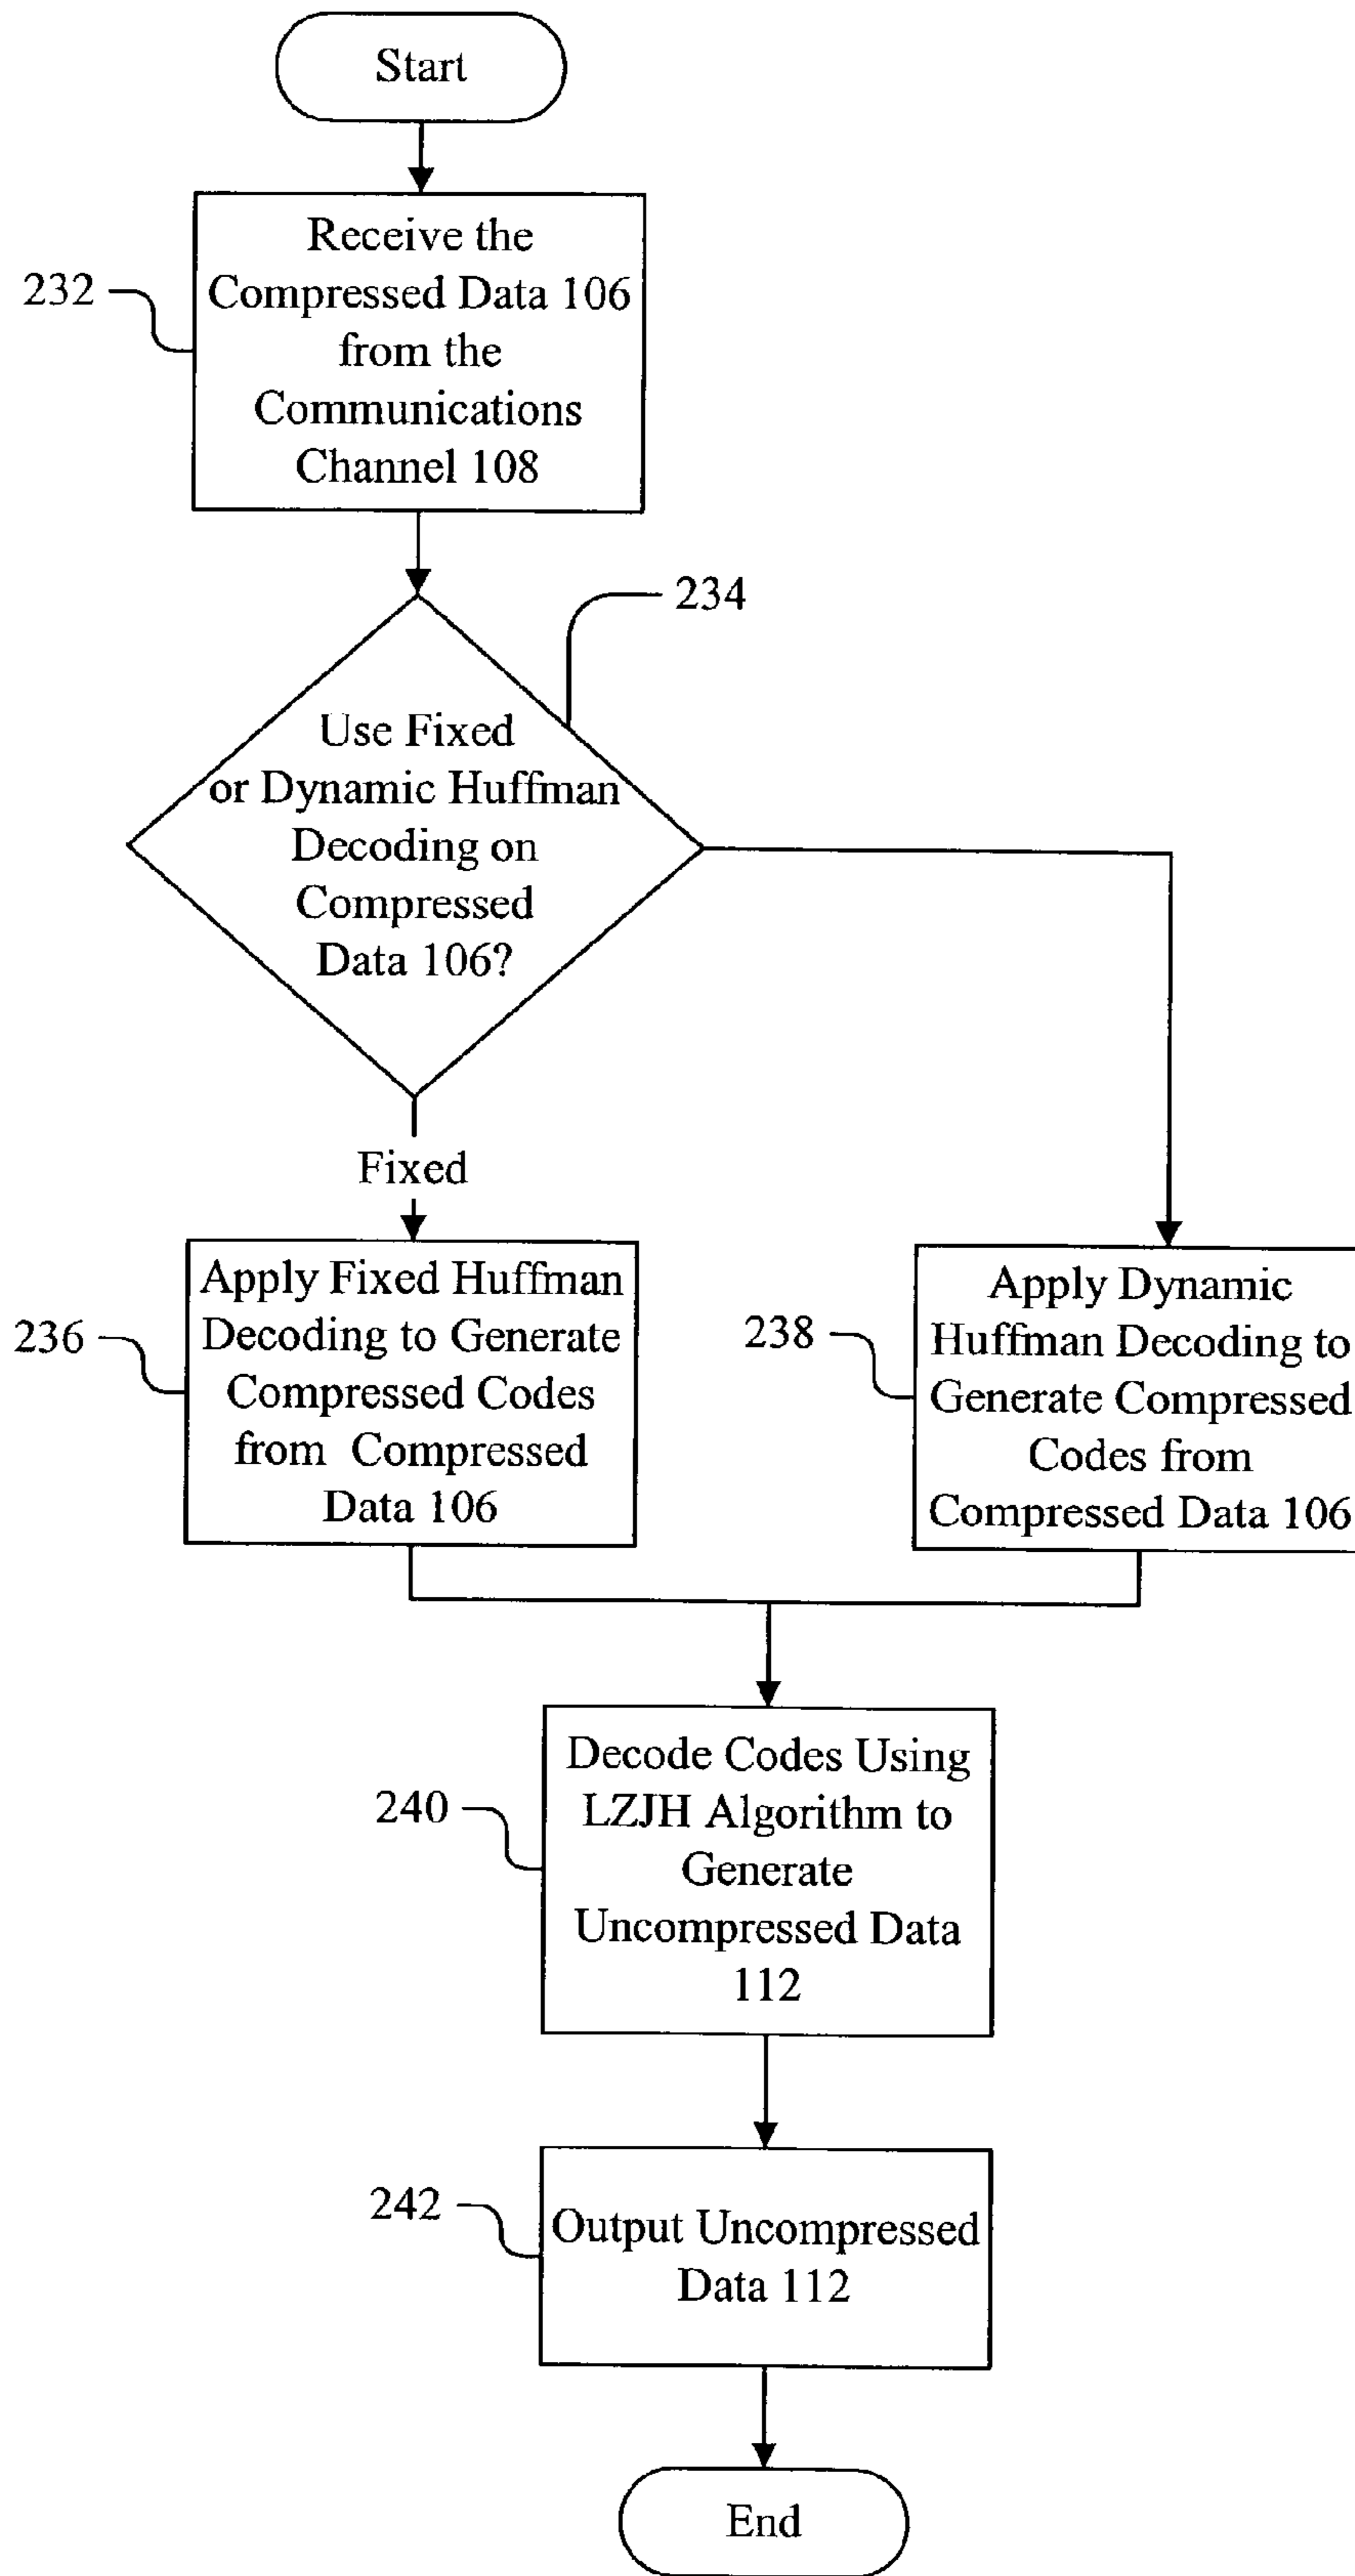 Start
Receive the
Compressed Data 106
from the
Communications
Channel 108
232
234
Use Fixed
or Dynamic Huffman
Decoding on
Compressed
Data 106?
Fixed
Apply Fixed Huffman
Decoding to Generate
Compressed Codes
from Compressed
Data 106
236
Apply Dynamic
Huffman Decoding to
Generate Compressed
Codes from
Compressed Data 106
238
Decode Codes Using
LZJH Algorithm to
Generate
Uncompressed Data
112
240
Output Uncompressed
Data 112
242
End